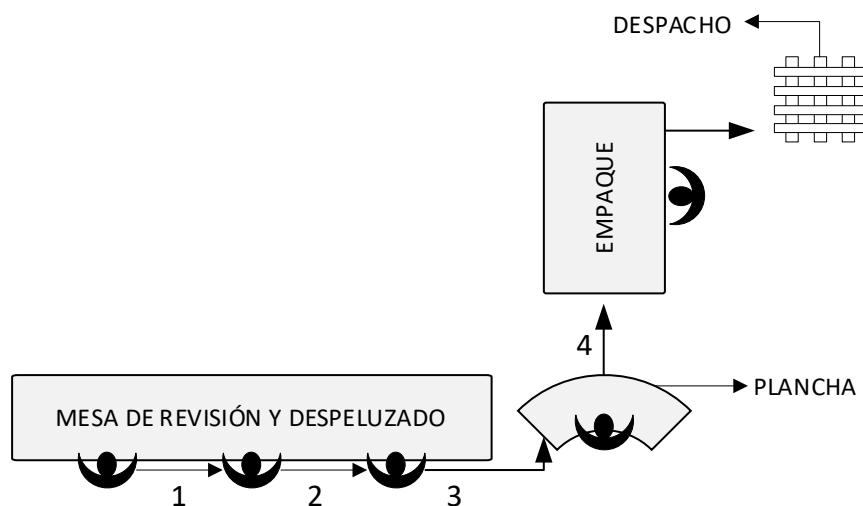 DESPACHO
EMPAQUE
4
PLANCHA
MESA DE REVISIÓN Y DESPELUZADO
1
2
3